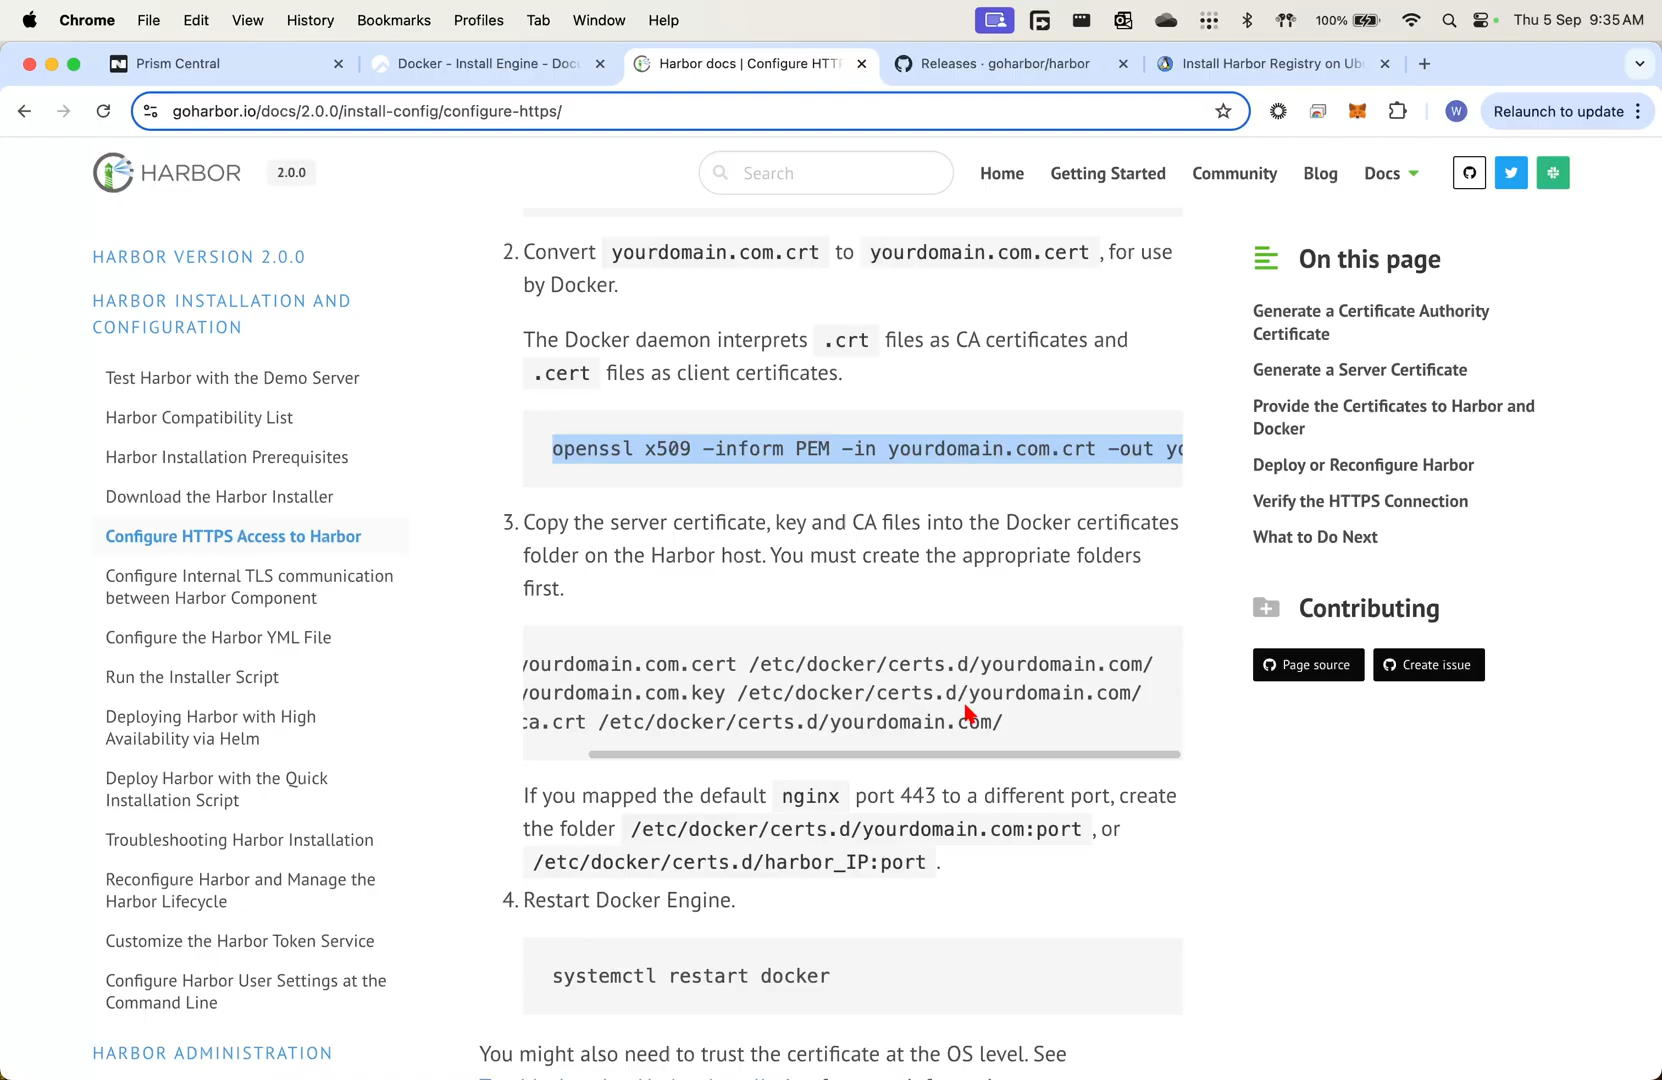 Chrome File Edit View History Bookmarks Profiles Tab Window Help 100% Thu 5 Sep 9:35 AM
Prism Central
Docker - Install Engine - Doc
Harbor docs | Configure HTT
Releases · goharbor/harbor
Install Harbor Registry on Ub
goharbor.io/docs/2.0.0/install-config/configure-https/
W
Relaunch to update
HARBOR 2.0.0
Search
Home Getting Started Community Blog Docs
HARBOR VERSION 2.0.0
HARBOR INSTALLATION AND
CONFIGURATION
Test Harbor with the Demo Server
Harbor Compatibility List
Harbor Installation Prerequisites
Download the Harbor Installer
Configure HTTPS Access to Harbor
Configure Internal TLS communication
between Harbor Component
Configure the Harbor YML File
Run the Installer Script
Deploying Harbor with High
Availability via Helm
Deploy Harbor with the Quick
Installation Script
Troubleshooting Harbor Installation
Reconfigure Harbor and Manage the
Harbor Lifecycle
Customize the Harbor Token Service
Configure Harbor User Settings at the
Command Line
HARBOR ADMINISTRATION
2. Convert yourdomain.com.crt to yourdomain.com.cert , for use
by Docker.
The Docker daemon interprets .crt files as CA certificates and
.cert files as client certificates.
openssl x509 -inform PEM -in yourdomain.com.crt -out yo
3. Copy the server certificate, key and CA files into the Docker certificates
folder on the Harbor host. You must create the appropriate folders
first.
yourdomain.com.cert /etc/docker/certs.d/yourdomain.com/
yourdomain.com.key /etc/docker/certs.d/yourdomain.com/
ca.crt /etc/docker/certs.d/yourdomain.com/
If you mapped the default nginx port 443 to a different port, create
the folder /etc/docker/certs.d/yourdomain.com:port , or
/etc/docker/certs.d/harbor_IP:port .
4. Restart Docker Engine.
systemctl restart docker
You might also need to trust the certificate at the OS level. See
On this page
Generate a Certificate Authority
Certificate
Generate a Server Certificate
Provide the Certificates to Harbor and
Docker
Deploy or Reconfigure Harbor
Verify the HTTPS Connection
What to Do Next
Contributing
Page source
Create issue